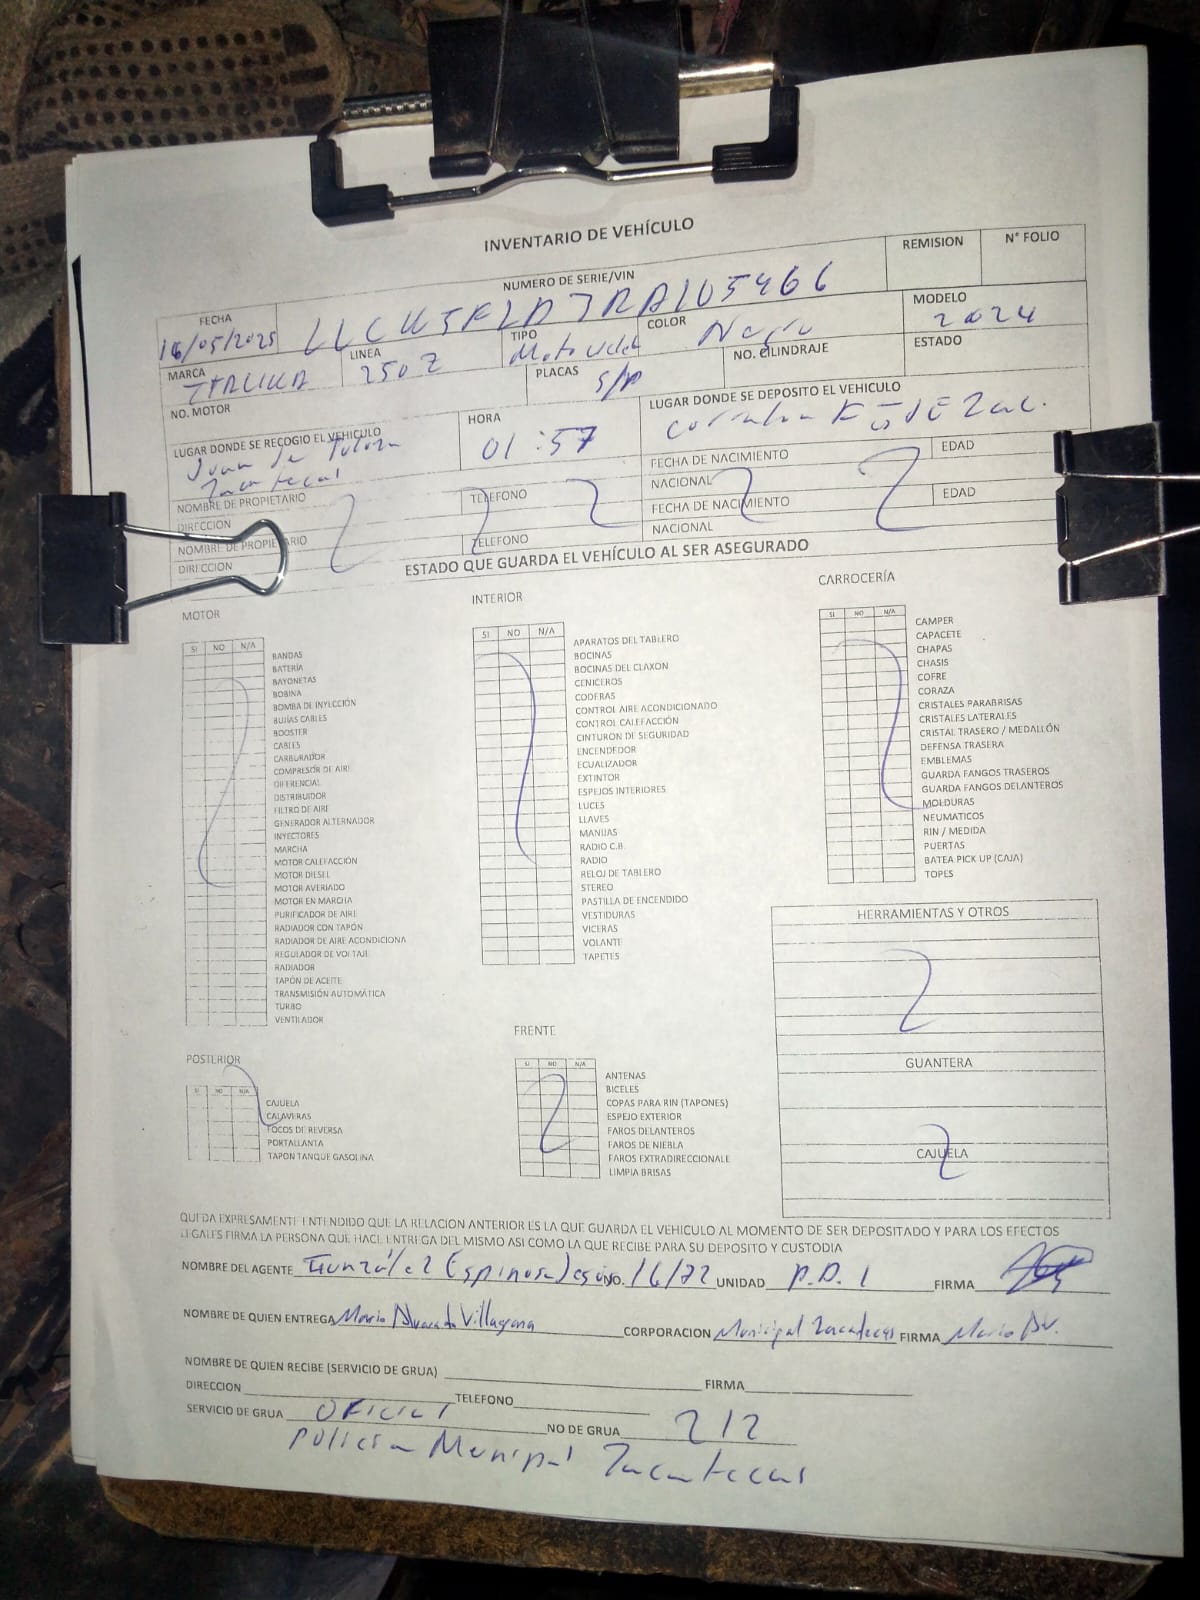 INVENTARIO DE VEHÍCULO
FECHA NUMERO DE SERIE/VIN REMISION N° FOLIO
16/05/2025
MARCA ITALIKA LINEA 250Z TIPO Motocicleta COLOR Negro MODELO 2024
NO. MOTOR PLACAS S/P NO. CILINDRAJE ESTADO
LUGAR DONDE SE RECOGIO EL VEHÍCULO HORA 01:57 LUGAR DONDE SE DEPOSITO EL VEHICULO
Juan de Tolosa
Zacatecas
NOMBRE DE PROPIETARIO TELEFONO FECHA DE NACIMIENTO EDAD
DIRECCION NACIONAL
NOMBRE DE PROPIETARIO TELEFONO FECHA DE NACIMIENTO EDAD
DIRECCION NACIONAL
ESTADO QUE GUARDA EL VEHÍCULO AL SER ASEGURADO
MOTOR
SI NO N/A
BANDAS
BATERÍA
BAYONETAS
BOBINA
BOMBA DE INYECCIÓN
BUJÍAS CABLES
BOOSTER
CABLES
CARBURADOR
COMPRESOR DE AIRE
DIFERENCIAL
DISTRIBUIDOR
FILTRO DE AIRE
GENERADOR ALTERNADOR
INYECTORES
MARCHA
MOTOR CALEFACCIÓN
MOTOR DIESEL
MOTOR AVERIADO
MOTOR EN MARCHA
PURIFICADOR DE AIRE
RADIADOR CON TAPÓN
RADIADOR DE AIRE ACONDICIONA
REGULADOR DE VOLTAJE
RADIADOR
TAPÓN DE ACEITE
TRANSMISIÓN AUTOMÁTICA
TURBO
VENTILADOR
INTERIOR
SI NO N/A
APARATOS DEL TABLERO
BOCINAS
BOCINAS DEL CLAXON
CENICEROS
CODERAS
CONTROL AIRE ACONDICIONADO
CONTROL CALEFACCIÓN
CINTURON DE SEGURIDAD
ENCENDEDOR
ECUALIZADOR
EXTINTOR
ESPEJOS INTERIORES
LUCES
LLAVES
MANIJAS
RADIO C.B.
RADIO
RELOJ DE TABLERO
STEREO
PASTILLA DE ENCENDIDO
VESTIDURAS
VICERAS
VOLANTE
TAPETES
CARROCERÍA
SI NO N/A
CAMPER
CAPACETE
CHAPAS
CHASIS
COFRE
CORAZA
CRISTALES PARABRISAS
CRISTALES LATERALES
CRISTAL TRASERO / MEDALLÓN
DEFENSA TRASERA
EMBLEMAS
GUARDA FANGOS TRASEROS
GUARDA FANGOS DELANTEROS
MOLDURAS
NEUMATICOS
RIN / MEDIDA
PUERTAS
BATEA PICK UP (CAJA)
TOPES
HERRAMIENTAS Y OTROS
GUANTERA
CAJUELA
POSTERIOR
SI NO N/A
CAJUELA
CALAVERAS
FOCOS DE REVERSA
PORTALLANTA
TAPON TANQUE GASOLINA
FRENTE
SI NO N/A
ANTENAS
BICELES
COPAS PARA RIN (TAPONES)
ESPEJO EXTERIOR
FAROS DELANTEROS
FAROS DE NIEBLA
FAROS EXTRADIRECCIONALE
LIMPIA BRISAS
QUEDA EXPRESAMENTE ENTENDIDO QUE LA RELACION ANTERIOR ES LA QUE GUARDA EL VEHICULO AL MOMENTO DE SER DEPOSITADO Y PARA LOS EFECTOS
LEGALES FIRMA LA PERSONA QUE HACE ENTREGA DEL MISMO ASI COMO LA QUE RECIBE PARA SU DEPOSITO Y CUSTODIA
NOMBRE DEL AGENTE González Espinosa NO. 16/72 UNIDAD P.D. 1 FIRMA
NOMBRE DE QUIEN ENTREGA Mario Alvarado Villagrana CORPORACION Municipal Zacatecas FIRMA Mario Alv.
NOMBRE DE QUIEN RECIBE (SERVICIO DE GRUA) FIRMA
DIRECCION TELEFONO
SERVICIO DE GRUA OFICIAL NO DE GRUA 212
Policia Municipal Zacatecas